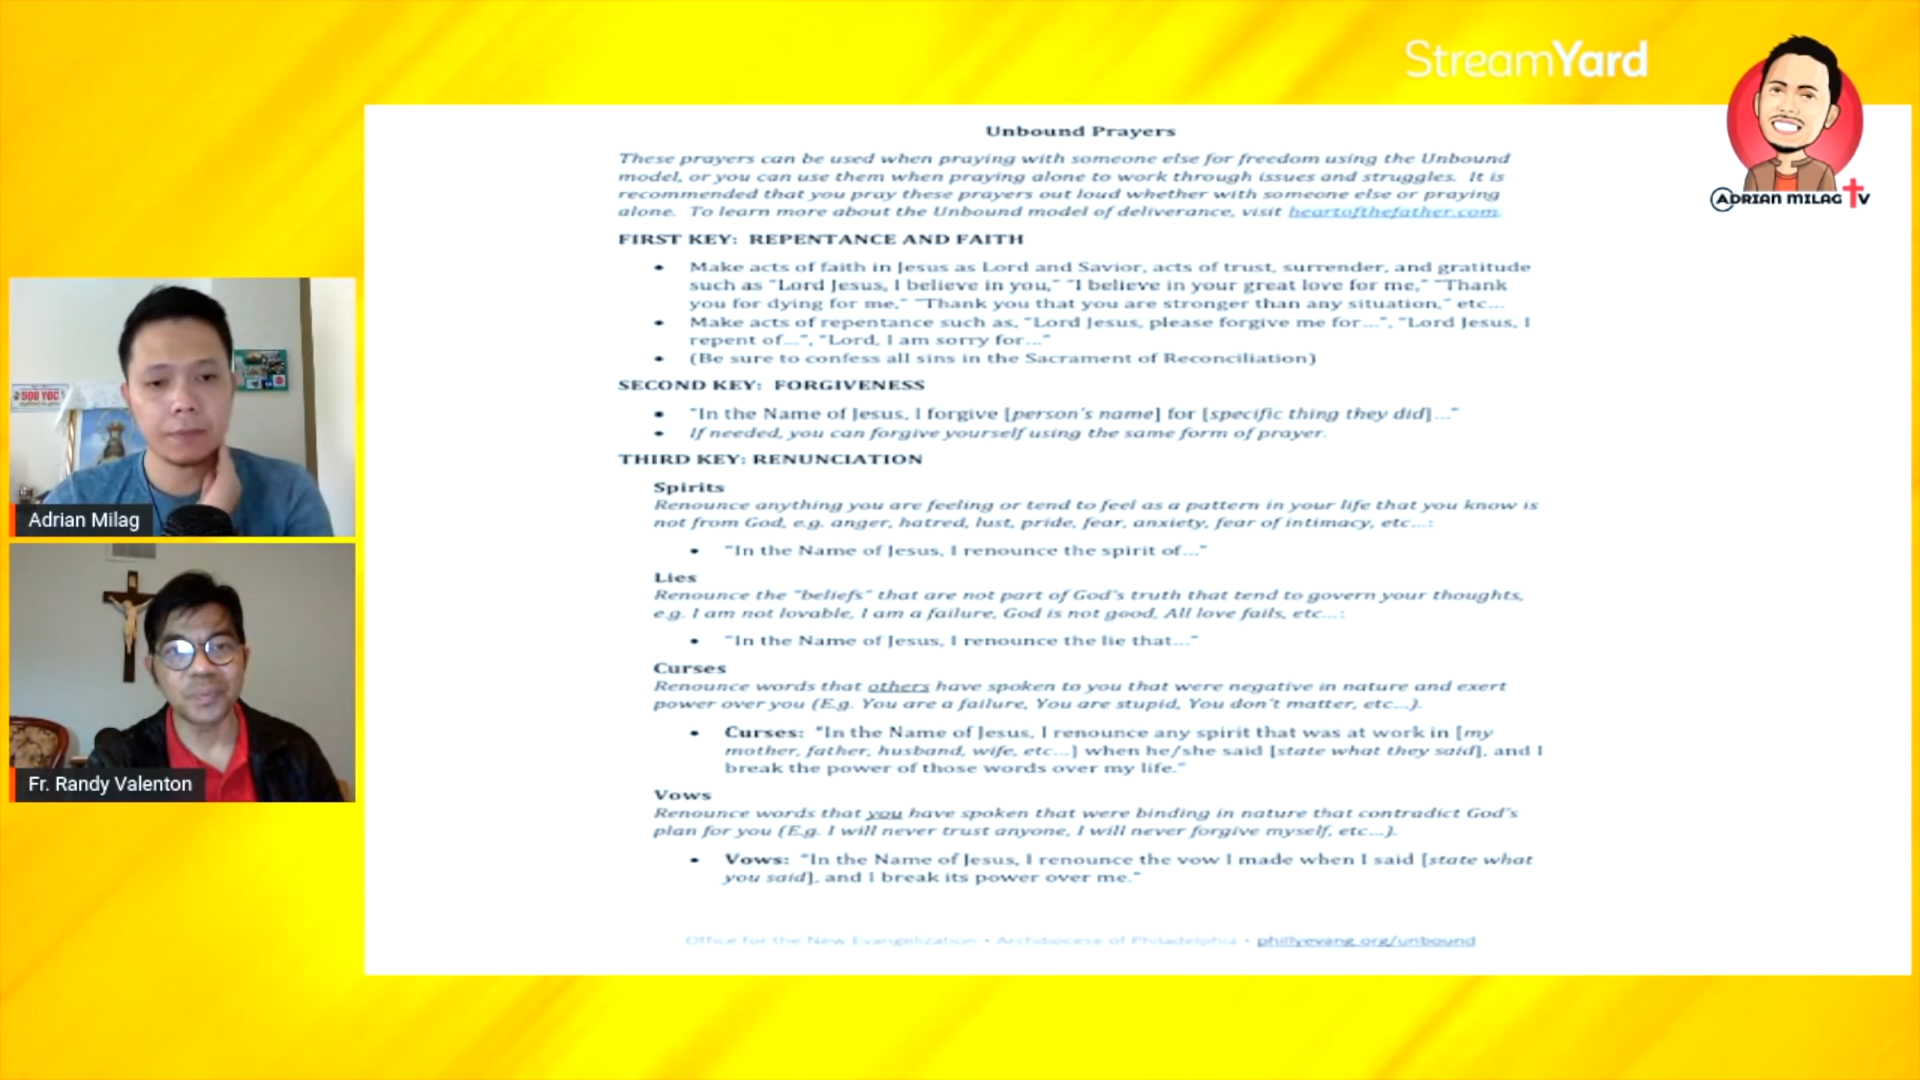 StreamYard
ADRIAN MILAG TV
Unbound Prayers
These prayers can be used when praying with someone else for freedom using the Unbound
model, or you can use them when praying alone to work through issues and struggles.  It is
recommended that you pray these prayers out loud whether with someone else or praying
alone.  To learn more about the Unbound model of deliverance, visit heartofthefather.com.
FIRST KEY:  REPENTANCE AND FAITH
• Make acts of faith in Jesus as Lord and Savior, acts of trust, surrender, and gratitude
such as "Lord Jesus, I believe in you," "I believe in your great love for me," "Thank
you for dying for me," "Thank you that you are stronger than any situation," etc...
• Make acts of repentance such as, "Lord Jesus, please forgive me for...", "Lord Jesus, I
repent of...", "Lord, I am sorry for..."
• (Be sure to confess all sins in the Sacrament of Reconciliation)
SECOND KEY:  FORGIVENESS
• "In the Name of Jesus, I forgive [person's name] for [specific thing they did]..."
• If needed, you can forgive yourself using the same form of prayer.
THIRD KEY: RENUNCIATION
Spirits
Renounce anything you are feeling or tend to feel as a pattern in your life that you know is
not from God, e.g. anger, hatred, lust, pride, fear, anxiety, fear of intimacy, etc...:
• "In the Name of Jesus, I renounce the spirit of..."
Lies
Renounce the "beliefs" that are not part of God's truth that tend to govern your thoughts,
e.g. I am not lovable, I am a failure, God is not good, All love fails, etc...:
• "In the Name of Jesus, I renounce the lie that..."
Curses
Renounce words that others have spoken to you that were negative in nature and exert
power over you (E.g. You are a failure, You are stupid, You don't matter, etc...).
• Curses:  "In the Name of Jesus, I renounce any spirit that was at work in [my
mother, father, husband, wife, etc...] when he/she said [state what they said], and I
break the power of those words over my life."
Vows
Renounce words that you have spoken that were binding in nature that contradict God's
plan for you (E.g. I will never trust anyone, I will never forgive myself, etc...).
• Vows:  "In the Name of Jesus, I renounce the vow I made when I said [state what
you said], and I break its power over me."
Office for the New Evangelization • Archdiocese of Philadelphia • phillyevang.org/unbound
500 YOC
Adrian Milag
Fr. Randy Valenton